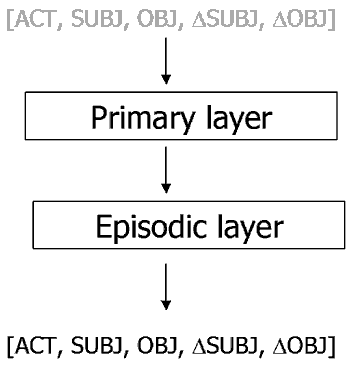 [ACT, SUBJ, OBJ, ΔSUBJ, ΔOBJ]
Primary layer
Episodic layer
[ACT, SUBJ, OBJ, ΔSUBJ, ΔOBJ]